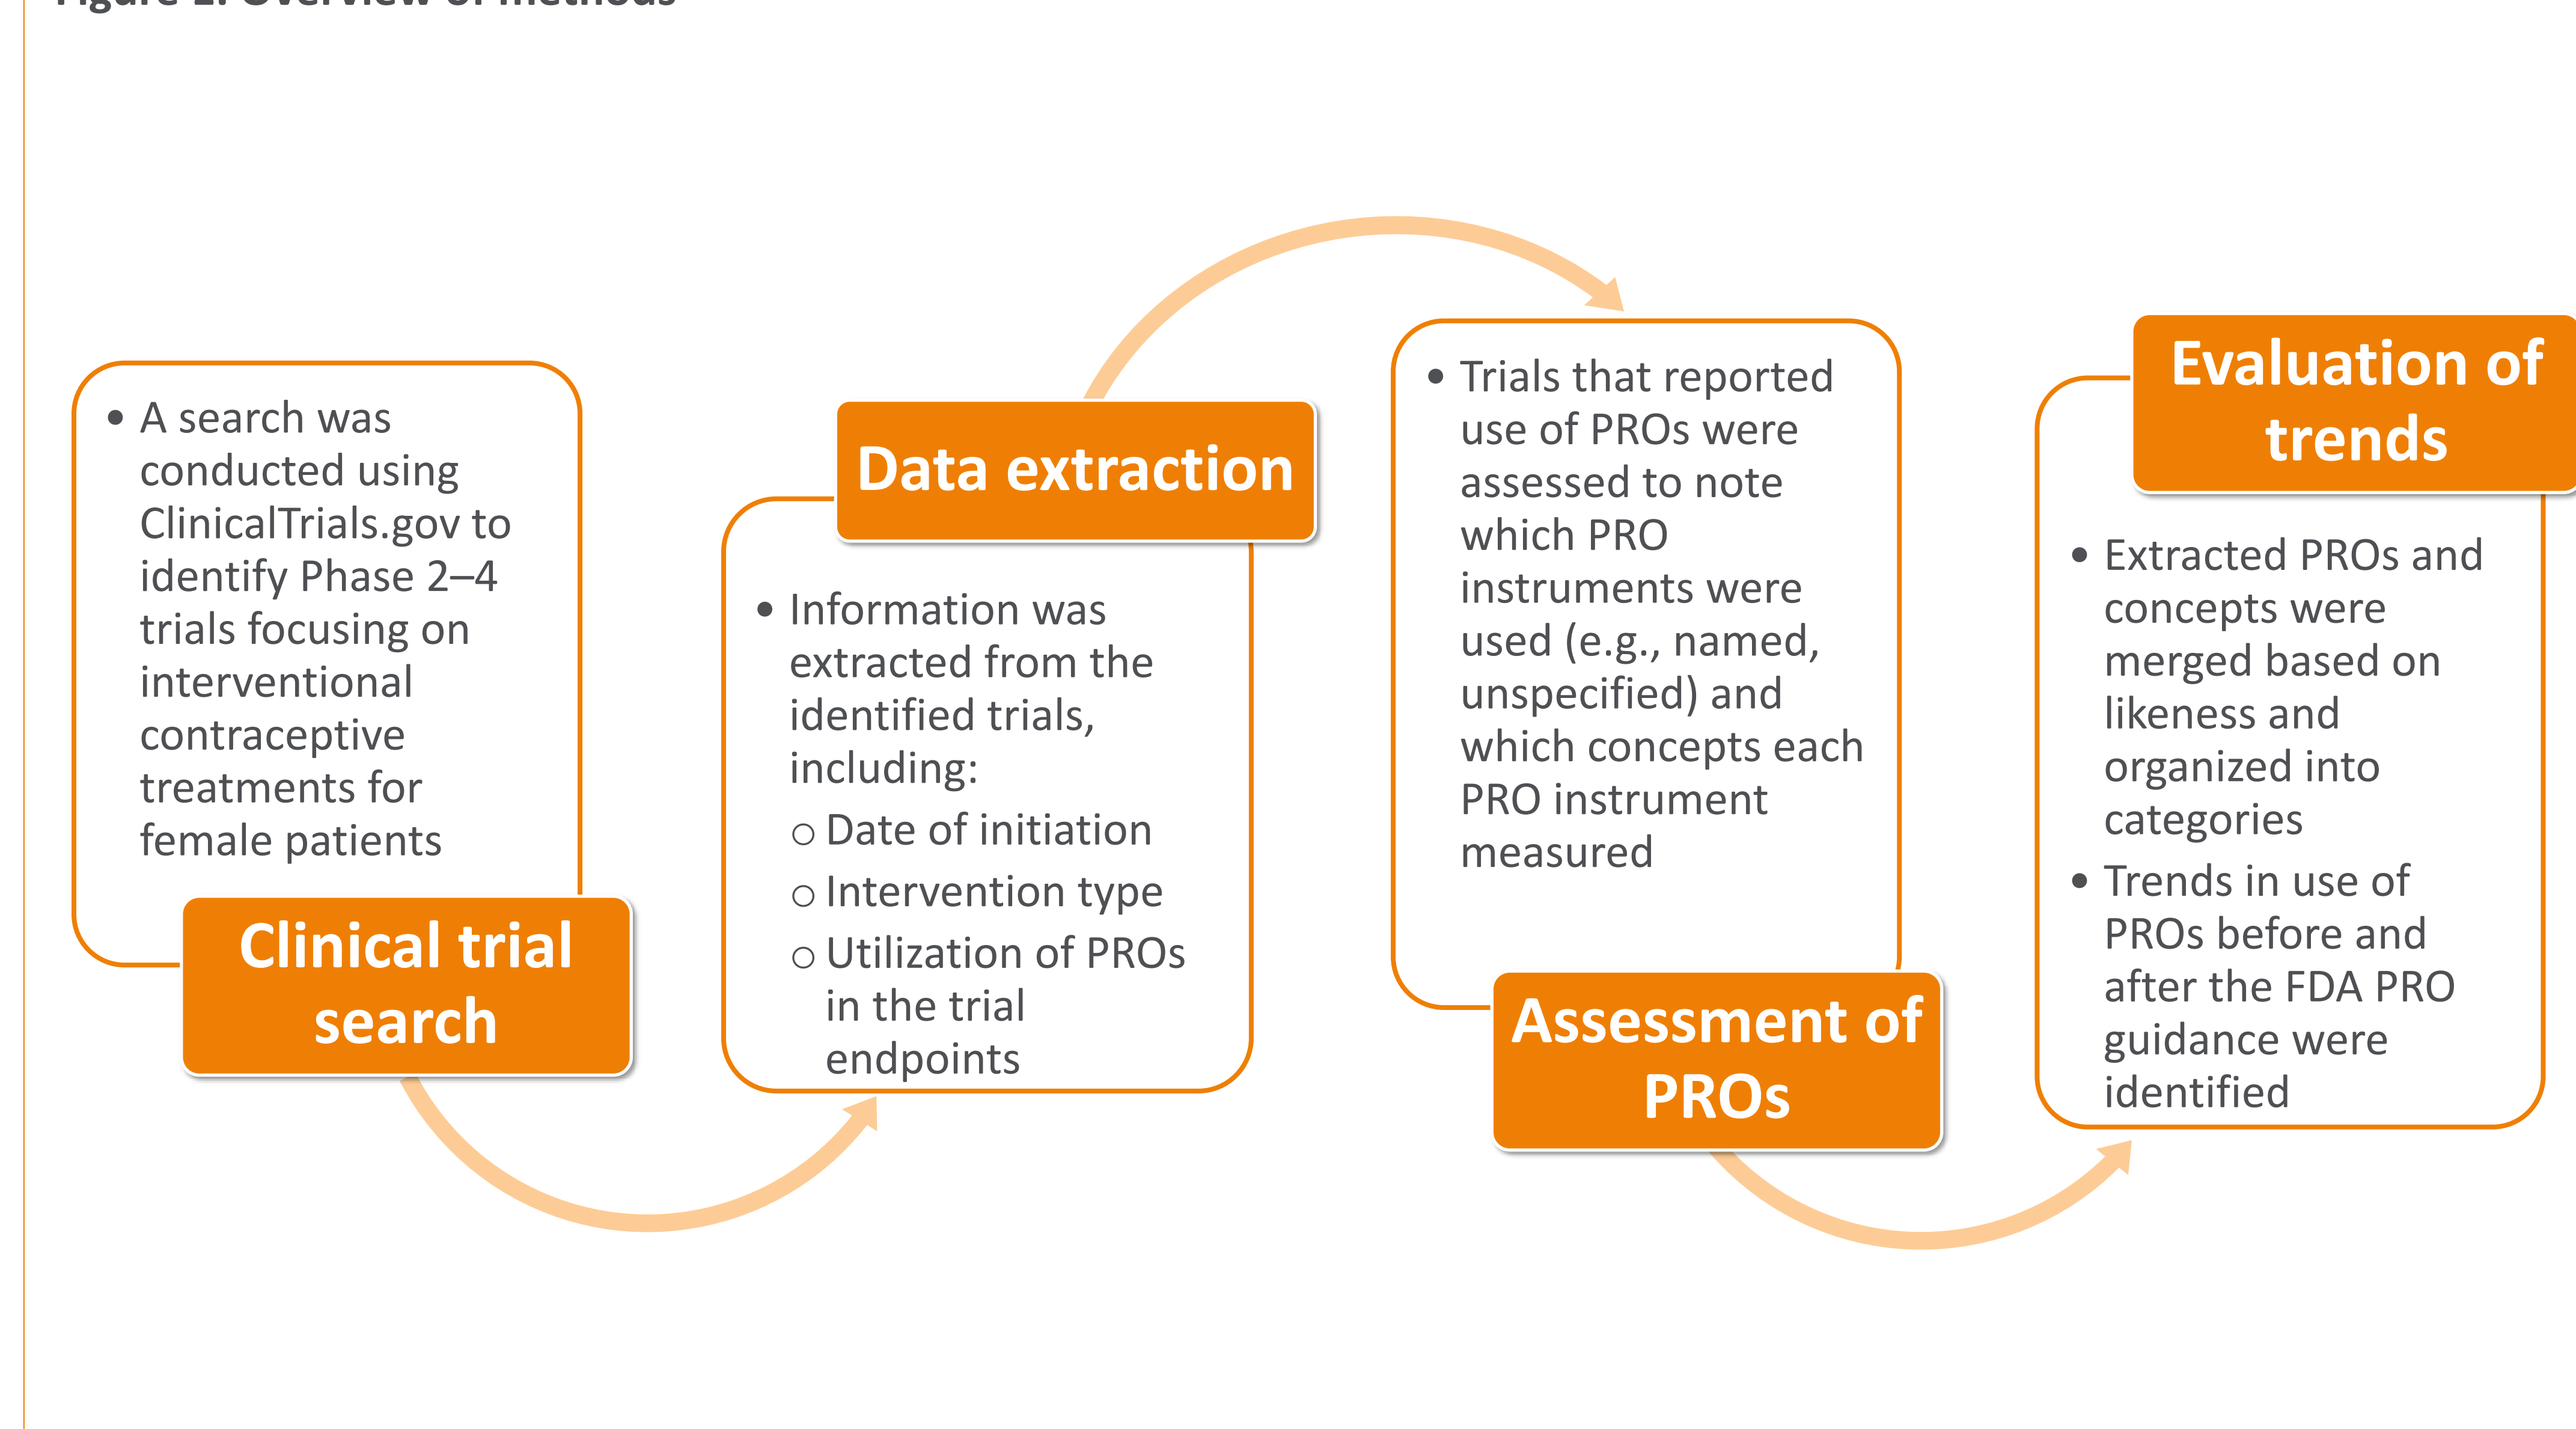 Figure 1: Overview of methods
• A search was
conducted using
ClinicalTrials.gov to
identify Phase 2–4
trials focusing on
interventional
contraceptive
treatments for
female patients
Clinical trial
search
Data extraction
• Information was
extracted from the
identified trials,
including:
○ Date of initiation
○ Intervention type
○ Utilization of PROs
in the trial
endpoints
• Trials that reported
use of PROs were
assessed to note
which PRO
instruments were
used (e.g., named,
unspecified) and
which concepts each
PRO instrument
measured
Assessment of
PROs
Evaluation of
trends
• Extracted PROs and
concepts were
merged based on
likeness and
organized into
categories
• Trends in use of
PROs before and
after the FDA PRO
guidance were
identified